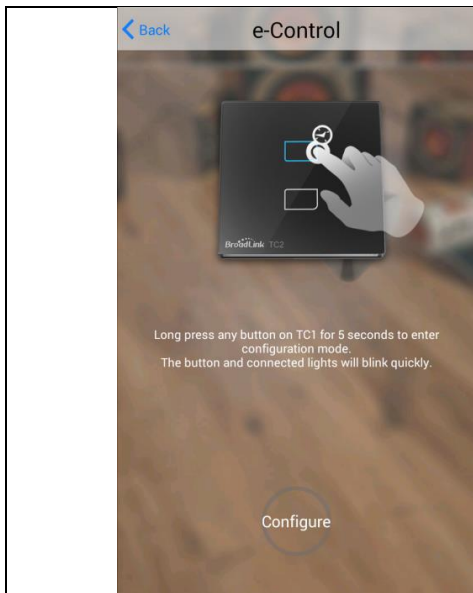 Back
e-Control
BroadLink TC2
Long press any button on TC1 for 5 seconds to enter
configuration mode.
The button and connected lights will blink quickly.
Configure